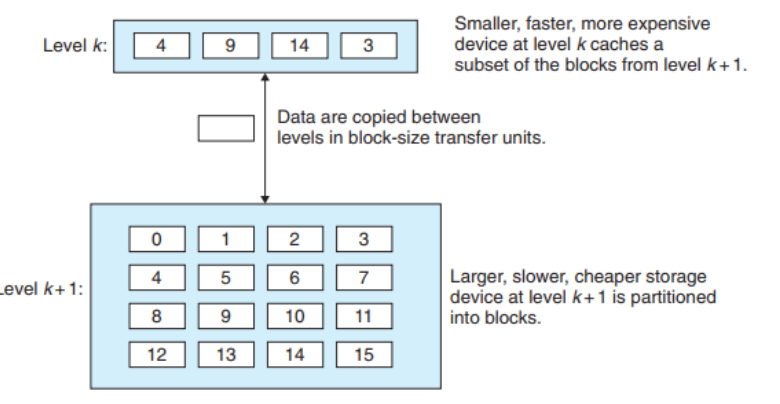 Smaller, faster, more expensive
Level k: 4 9 14 3 device at level k caches a
subset of the blocks from level k+1.
Data are copied between
levels in block-size transfer units.
0 1 2 3
4 5 6 7
Level k+1:
Larger, slower, cheaper storage
device at level k+1 is partitioned
into blocks.
8 9 10 11
12 13 14 15